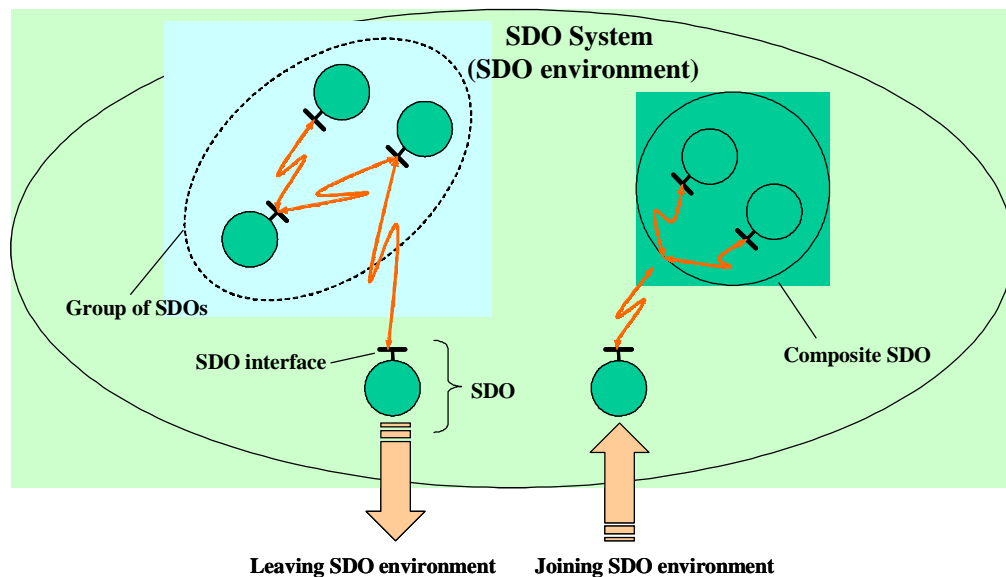 SDO System
(SDO environment)
Group of SDOs
SDO interface
SDO
Composite SDO
Leaving SDO environment
Joining SDO environment